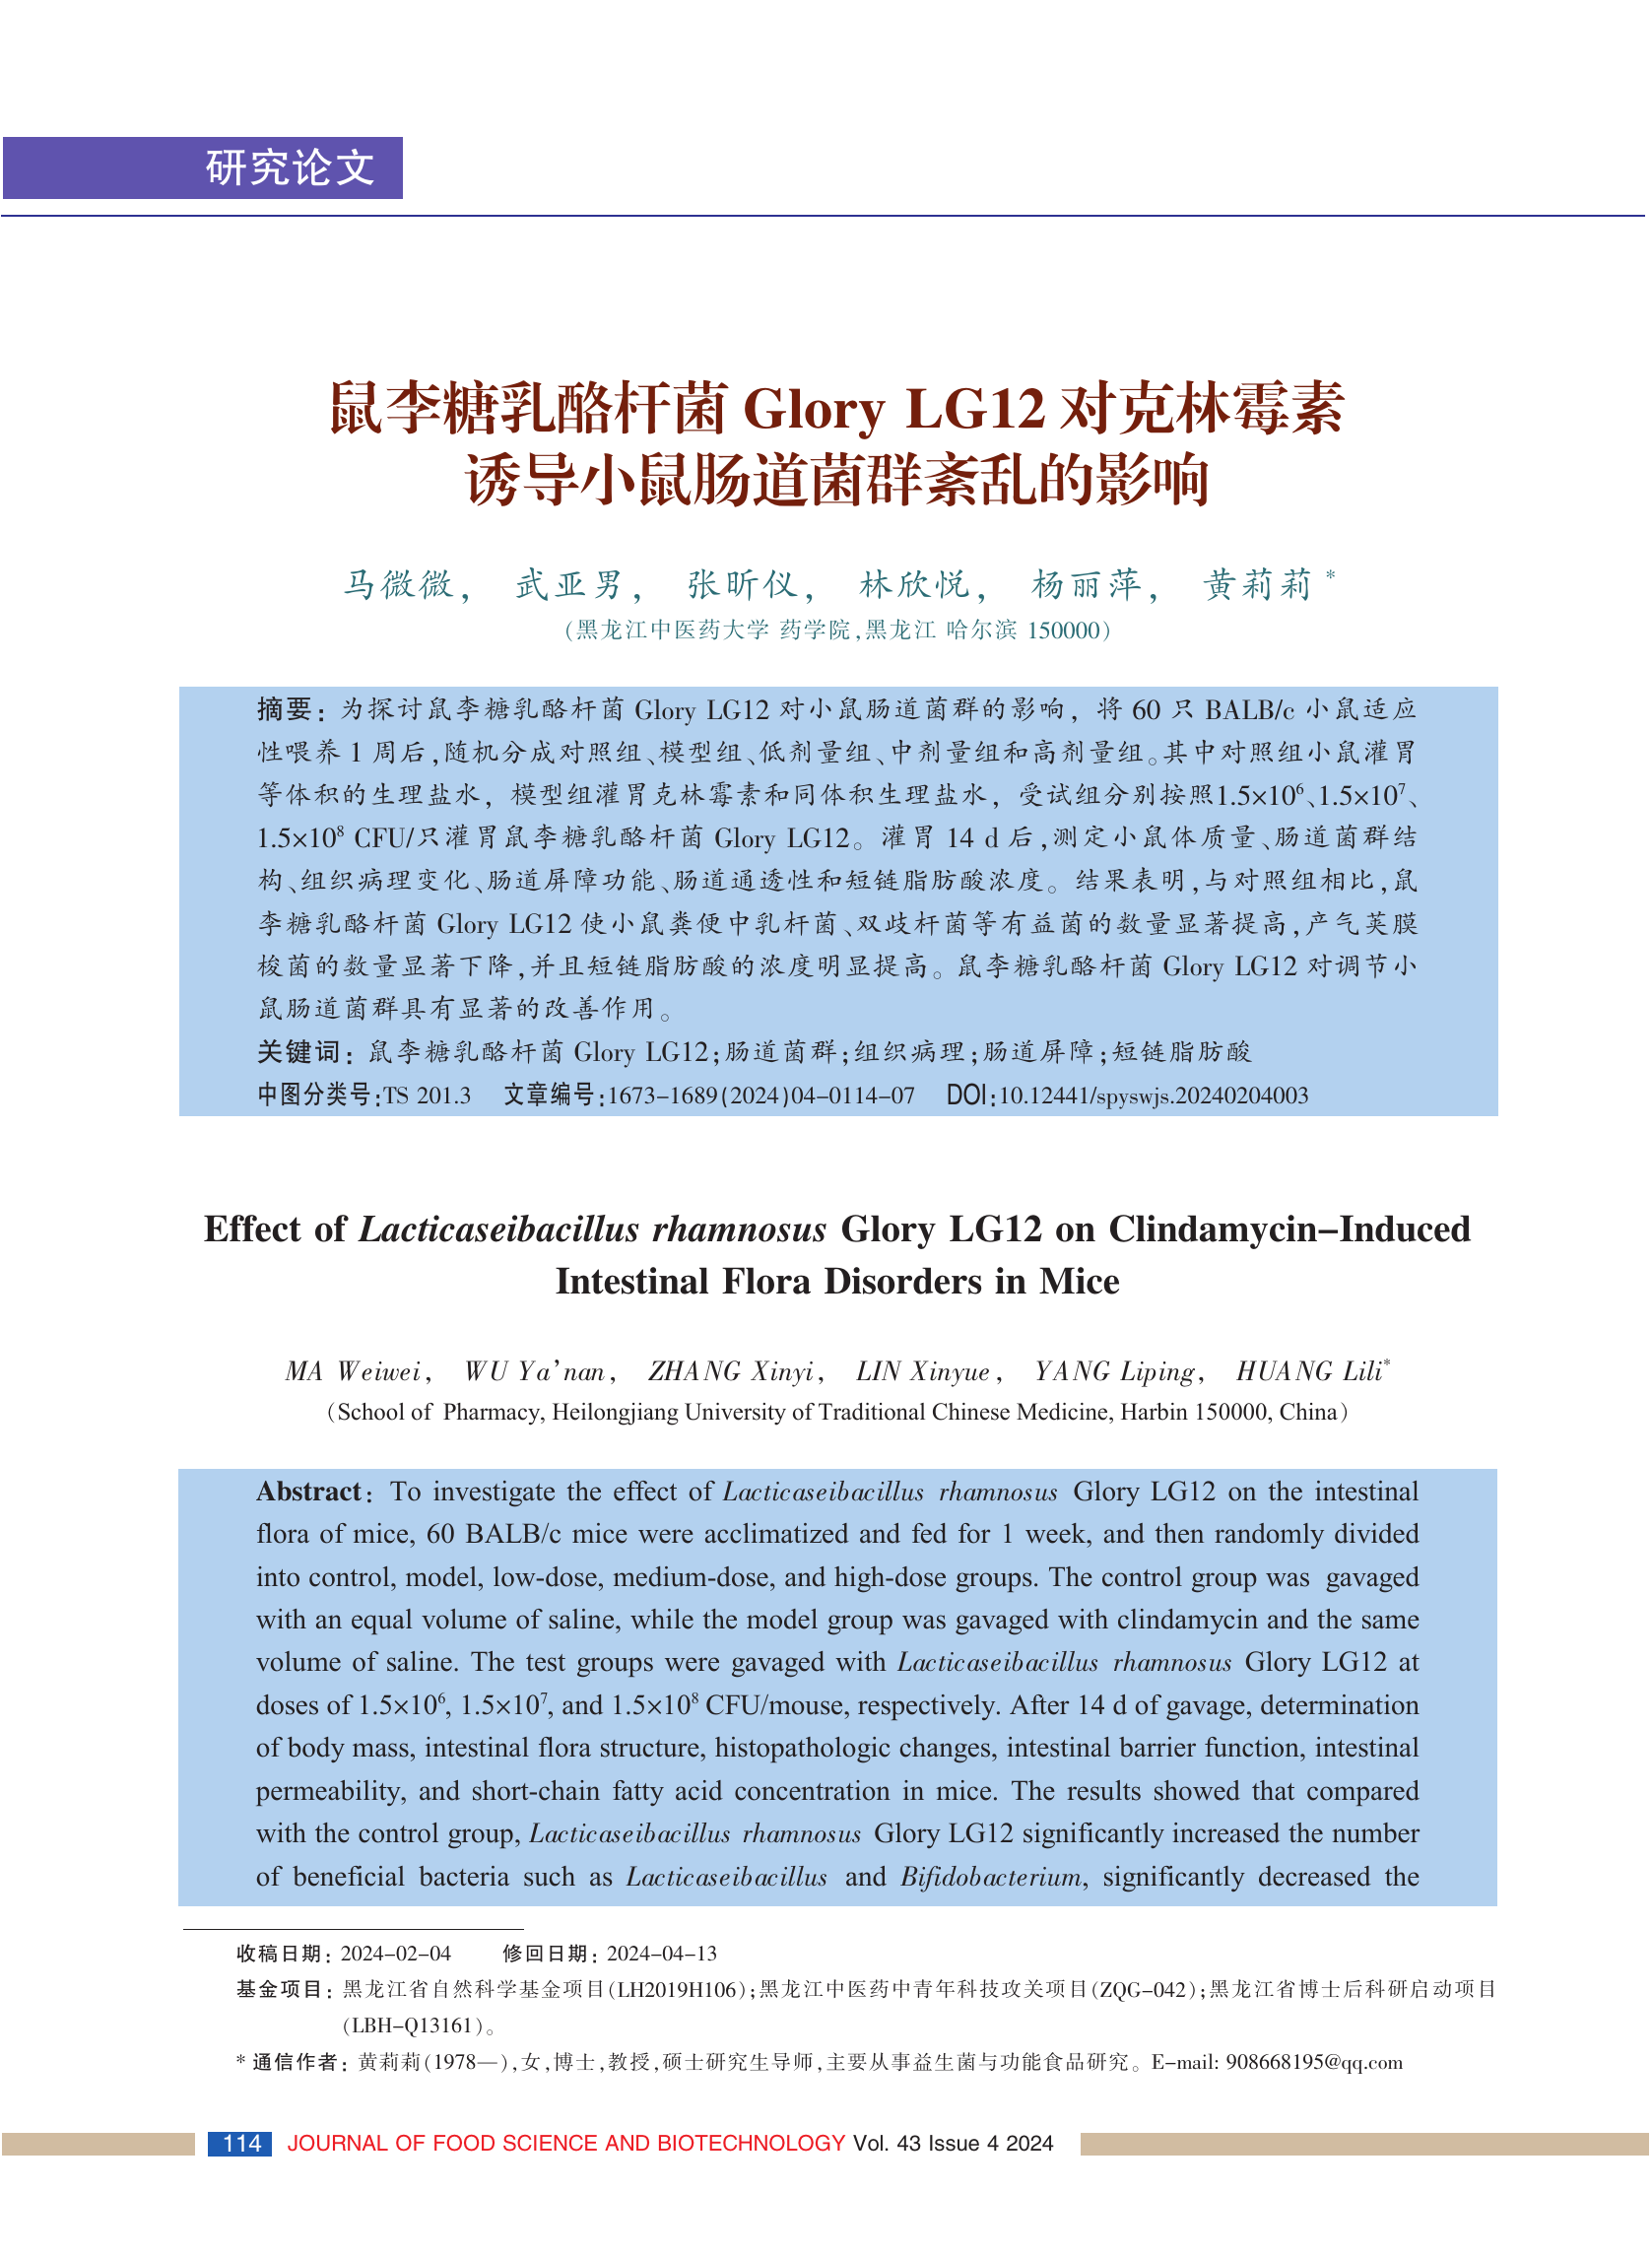 研究论文
鼠李糖乳酪杆菌 Glory LG12 对克林霉素
诱导小鼠肠道菌群紊乱的影响
马微微， 武亚男， 张昕仪， 林欣悦， 杨丽萍， 黄莉莉*
（黑龙江中医药大学 药学院，黑龙江 哈尔滨 150000）
摘要：为探讨鼠李糖乳酪杆菌 Glory LG12 对小鼠肠道菌群的影响，将 60 只 BALB/c 小鼠适应
性喂养 1 周后，随机分成对照组、模型组、低剂量组、中剂量组和高剂量组。其中对照组小鼠灌胃
等体积的生理盐水，模型组灌胃克林霉素和同体积生理盐水，受试组分别按照1.5×10⁶、1.5×10⁷、
1.5×10⁸ CFU/只灌胃鼠李糖乳酪杆菌 Glory LG12。灌胃 14 d 后，测定小鼠体质量、肠道菌群结
构、组织病理变化、肠道屏障功能、肠道通透性和短链脂肪酸浓度。结果表明，与对照组相比，鼠
李糖乳酪杆菌 Glory LG12 使小鼠粪便中乳杆菌、双歧杆菌等有益菌的数量显著提高，产气荚膜
梭菌的数量显著下降，并且短链脂肪酸的浓度明显提高。鼠李糖乳酪杆菌 Glory LG12 对调节小
鼠肠道菌群具有显著的改善作用。
关键词：鼠李糖乳酪杆菌 Glory LG12；肠道菌群；组织病理；肠道屏障；短链脂肪酸
中图分类号：TS 201.3 文章编号：1673-1689（2024）04-0114-07 DOI：10.12441/spyswjs.20240204003
Effect of Lacticaseibacillus rhamnosus Glory LG12 on Clindamycin-Induced
Intestinal Flora Disorders in Mice
MA Weiwei， WU Ya'nan， ZHANG Xinyi， LIN Xinyue， YANG Liping， HUANG Lili*
（School of Pharmacy, Heilongjiang University of Traditional Chinese Medicine, Harbin 150000, China）
Abstract： To investigate the effect of Lacticaseibacillus rhamnosus Glory LG12 on the intestinal
flora of mice, 60 BALB/c mice were acclimatized and fed for 1 week, and then randomly divided
into control, model, low-dose, medium-dose, and high-dose groups. The control group was gavaged
with an equal volume of saline, while the model group was gavaged with clindamycin and the same
volume of saline. The test groups were gavaged with Lacticaseibacillus rhamnosus Glory LG12 at
doses of 1.5×10⁶, 1.5×10⁷, and 1.5×10⁸ CFU/mouse, respectively. After 14 d of gavage, determination
of body mass, intestinal flora structure, histopathologic changes, intestinal barrier function, intestinal
permeability, and short-chain fatty acid concentration in mice. The results showed that compared
with the control group, Lacticaseibacillus rhamnosus Glory LG12 significantly increased the number
of beneficial bacteria such as Lacticaseibacillus and Bifidobacterium, significantly decreased the
收稿日期：2024-02-04 修回日期：2024-04-13
基金项目：黑龙江省自然科学基金项目（LH2019H106）；黑龙江中医药中青年科技攻关项目（ZQG-042）；黑龙江省博士后科研启动项目
（LBH-Q13161）。
* 通信作者：黄莉莉（1978—），女，博士，教授，硕士研究生导师，主要从事益生菌与功能食品研究。E-mail: 908668195@qq.com
114 JOURNAL OF FOOD SCIENCE AND BIOTECHNOLOGY Vol. 43 Issue 4 2024